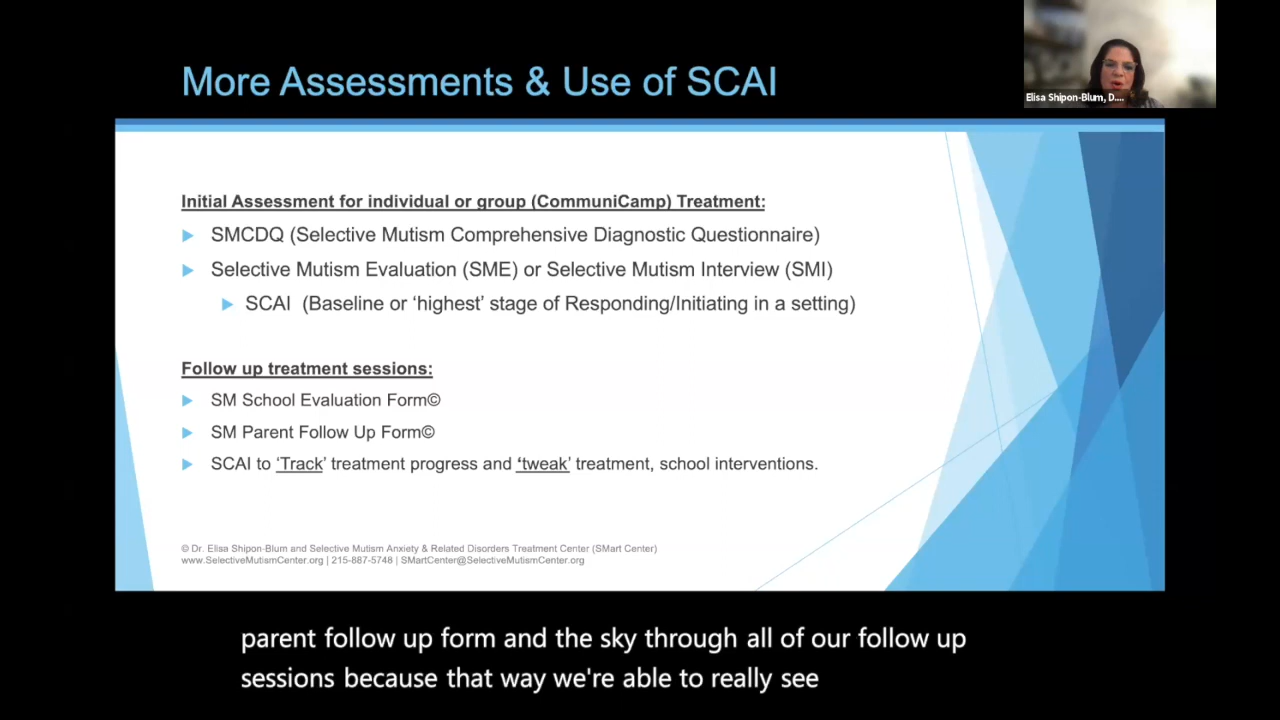 More Assessments & Use of SCAI
Elisa Shipon-Blum, D....
Initial Assessment for individual or group (CommuniCamp) Treatment:
SMCDQ (Selective Mutism Comprehensive Diagnostic Questionnaire)
Selective Mutism Evaluation (SME) or Selective Mutism Interview (SMI)
SCAI (Baseline or ‘highest’ stage of Responding/Initiating in a setting)
Follow up treatment sessions:
SM School Evaluation Form©
SM Parent Follow Up Form©
SCAI to ‘Track’ treatment progress and ‘tweak’ treatment, school interventions.
© Dr. Elisa Shipon-Blum and Selective Mutism Anxiety & Related Disorders Treatment Center (SMart Center)
www.SelectiveMutismCenter.org | 215-887-5748 | SMartCenter@SelectiveMutismCenter.org
parent follow up form and the sky through all of our follow up
sessions because that way we're able to really see